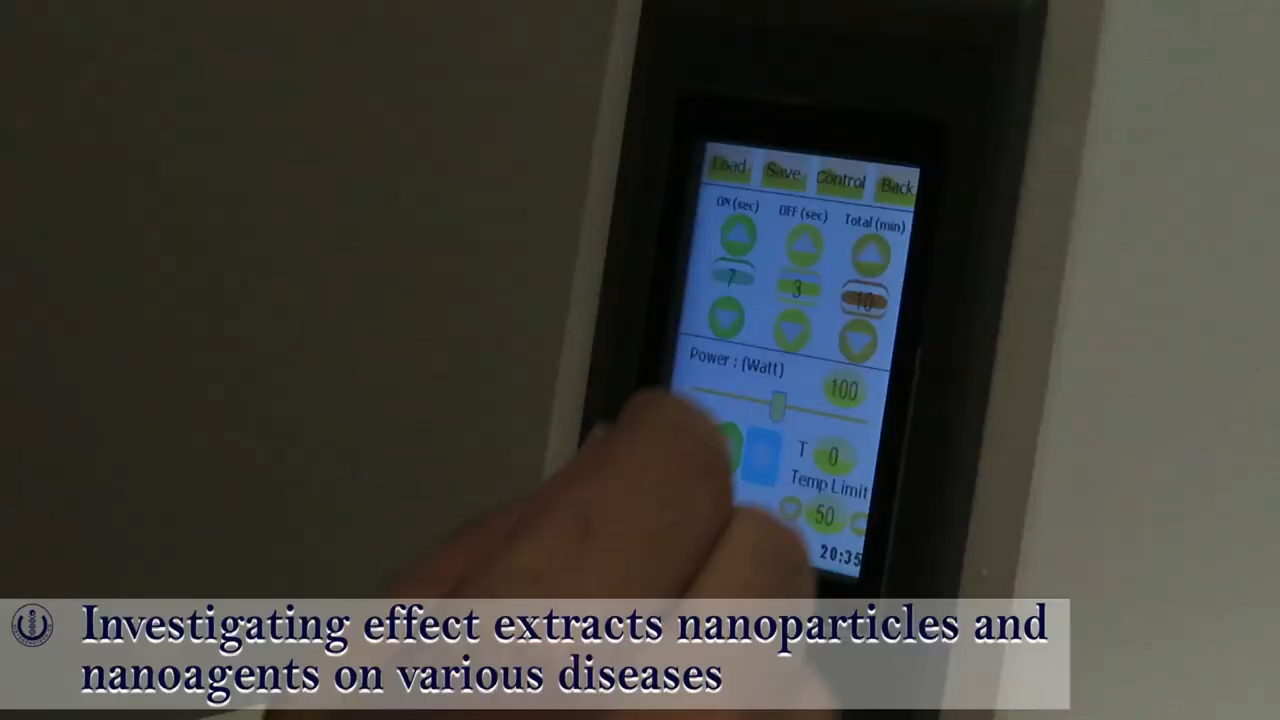 Load Save Control Back
ON (sec) OFF (sec) Total (min)
7 3 10
Power : (Watt) 100
T 0
Temp Limit
50
20:35
Investigating effect extracts nanoparticles and
nanoagents on various diseases